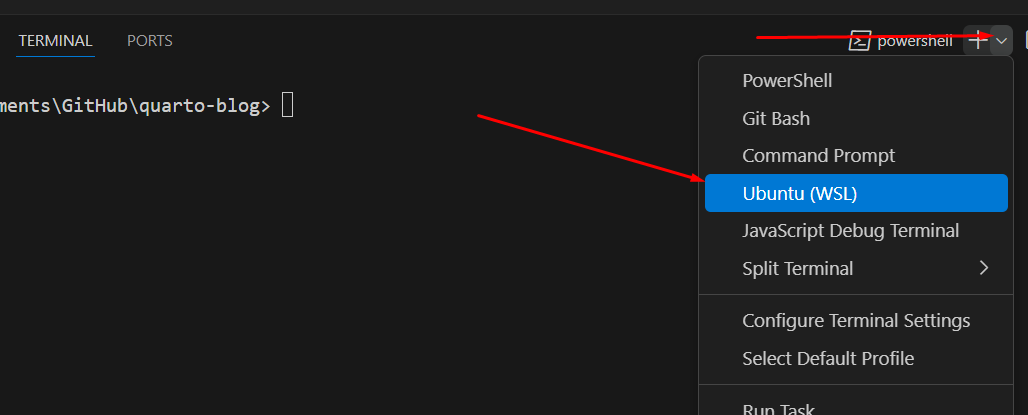 TERMINAL PORTS powershell
PowerShell
ments\GitHub\quarto-blog>
Git Bash
Command Prompt
Ubuntu (WSL)
JavaScript Debug Terminal
Split Terminal
Configure Terminal Settings
Select Default Profile
Run Task